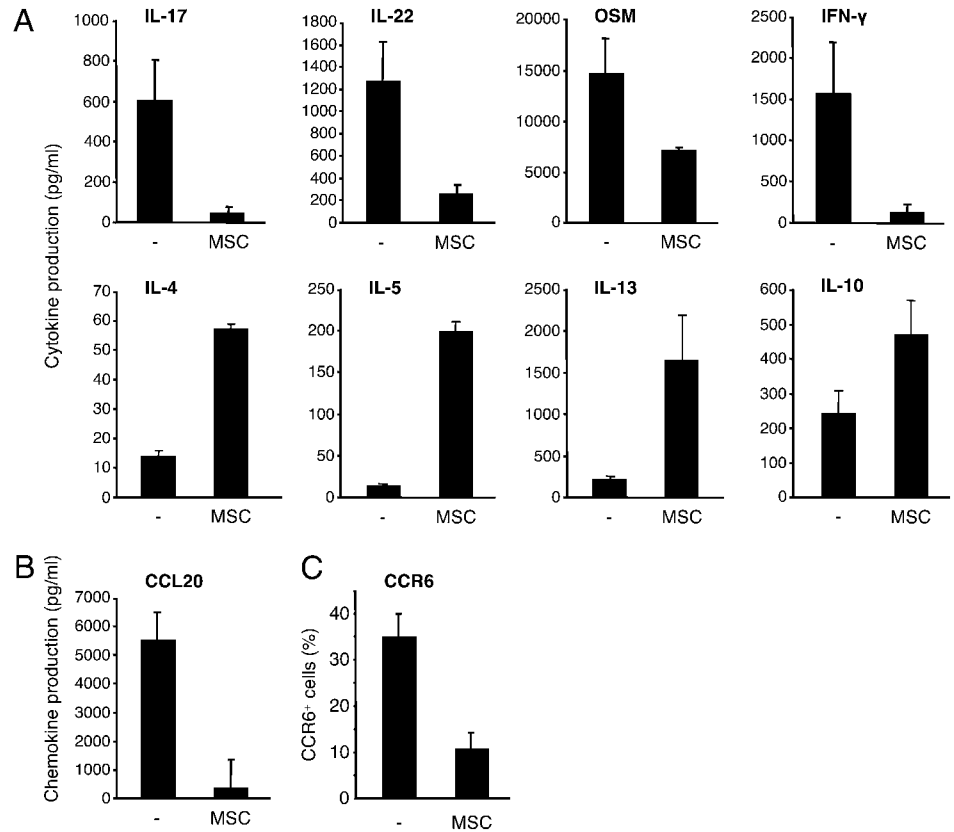 A
Cytokine production (pg/ml)
IL-17
1000
800
600
400
200
0
- MSC
IL-22
1800
1600
1400
1200
1000
800
600
400
200
0
- MSC
OSM
20000
15000
10000
5000
0
- MSC
IFN-γ
2500
2000
1500
1000
500
0
- MSC
IL-4
70
60
50
40
30
20
10
0
- MSC
IL-5
250
200
150
100
50
0
- MSC
IL-13
2500
2000
1500
1000
500
0
- MSC
IL-10
600
500
400
300
200
100
0
- MSC
B
Chemokine production (pg/ml)
CCL20
7000
6000
5000
4000
3000
2000
1000
0
- MSC
C
CCR6⁺ cells (%)
CCR6
40
30
20
10
0
- MSC